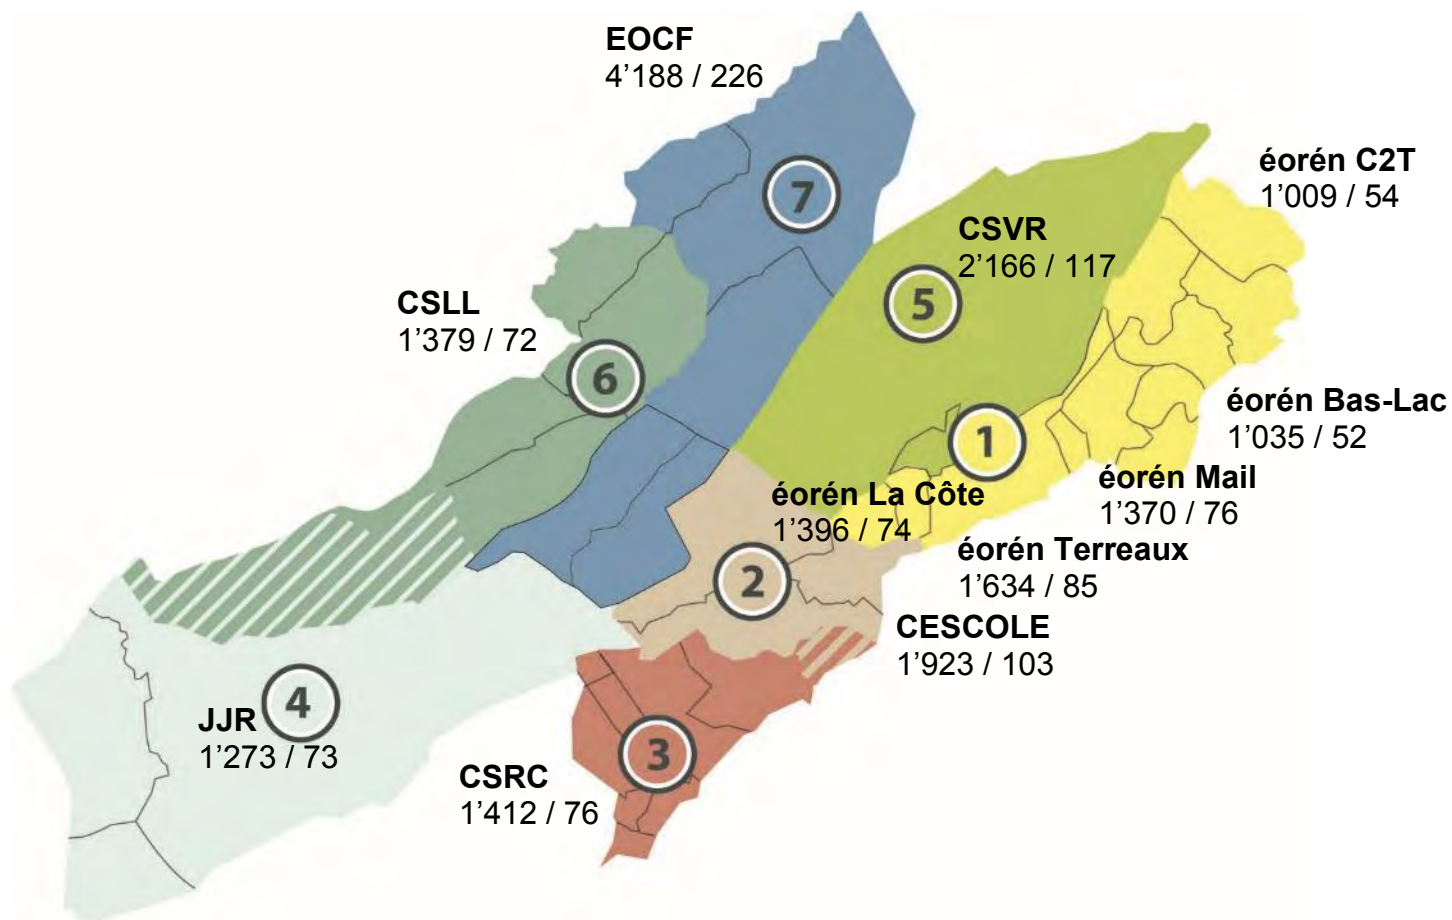 EOCF
4’188 / 226
7
éorén C2T
1’009 / 54
CSVR
2’166 / 117
5
CSLL
1’379 / 72
6
éorén Bas-Lac
1’035 / 52
1
éorén Mail
1’370 / 76
éorén La Côte
1’396 / 74
éorén Terreaux
1’634 / 85
2
CESCOLE
1’923 / 103
4
JJR
1’273 / 73
3
CSRC
1’412 / 76